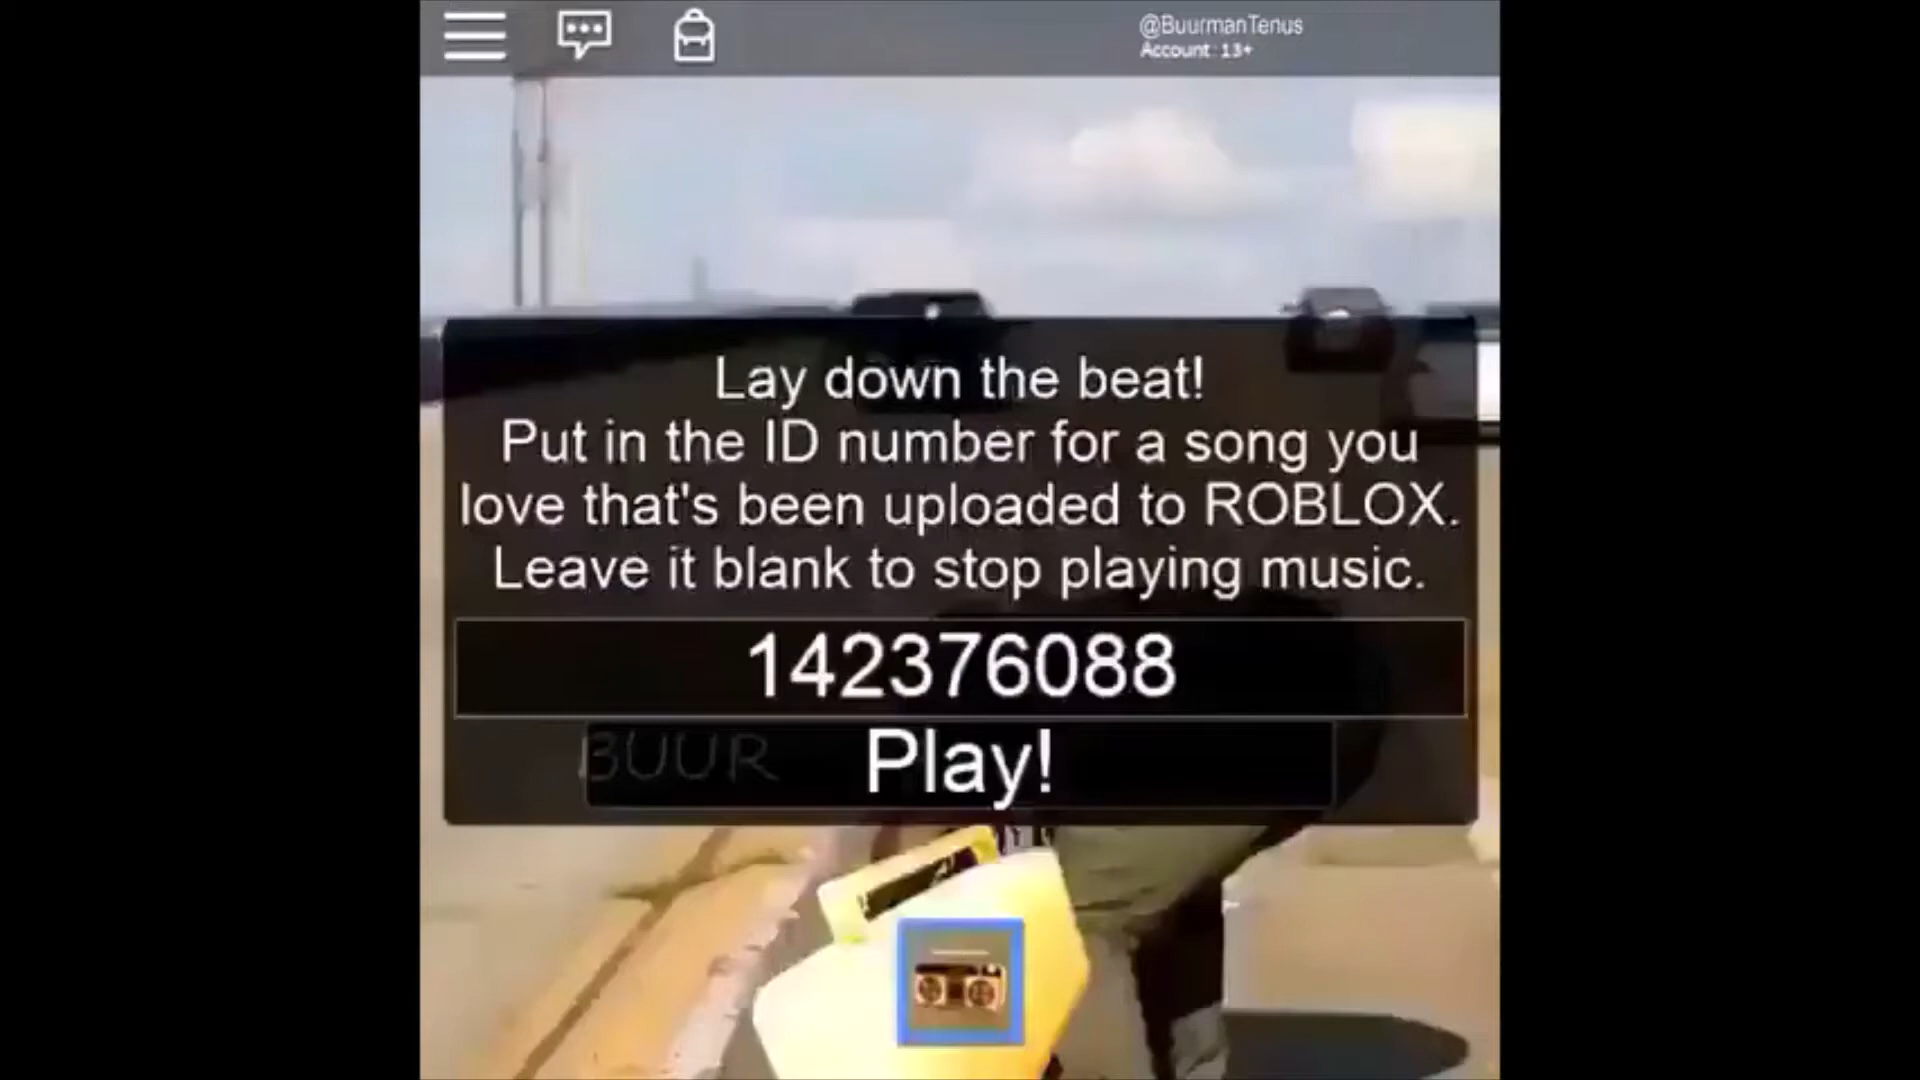 @BuurmanTenus
Account: 13+
Lay down the beat!
Put in the ID number for a song you
love that's been uploaded to ROBLOX.
Leave it blank to stop playing music.
142376088
BUUR
Play!